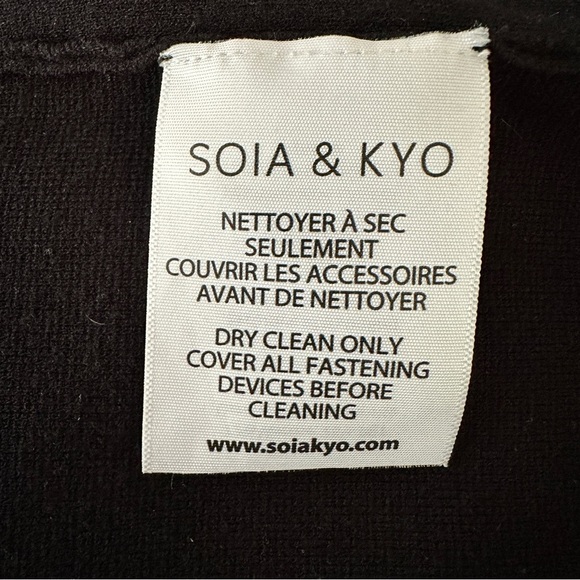 SOIA & KYO
NETTOYER À SEC
SEULEMENT
COUVRIR LES ACCESSOIRES
AVANT DE NETTOYER
DRY CLEAN ONLY
COVER ALL FASTENING
DEVICES BEFORE
CLEANING
www.soiakyo.com